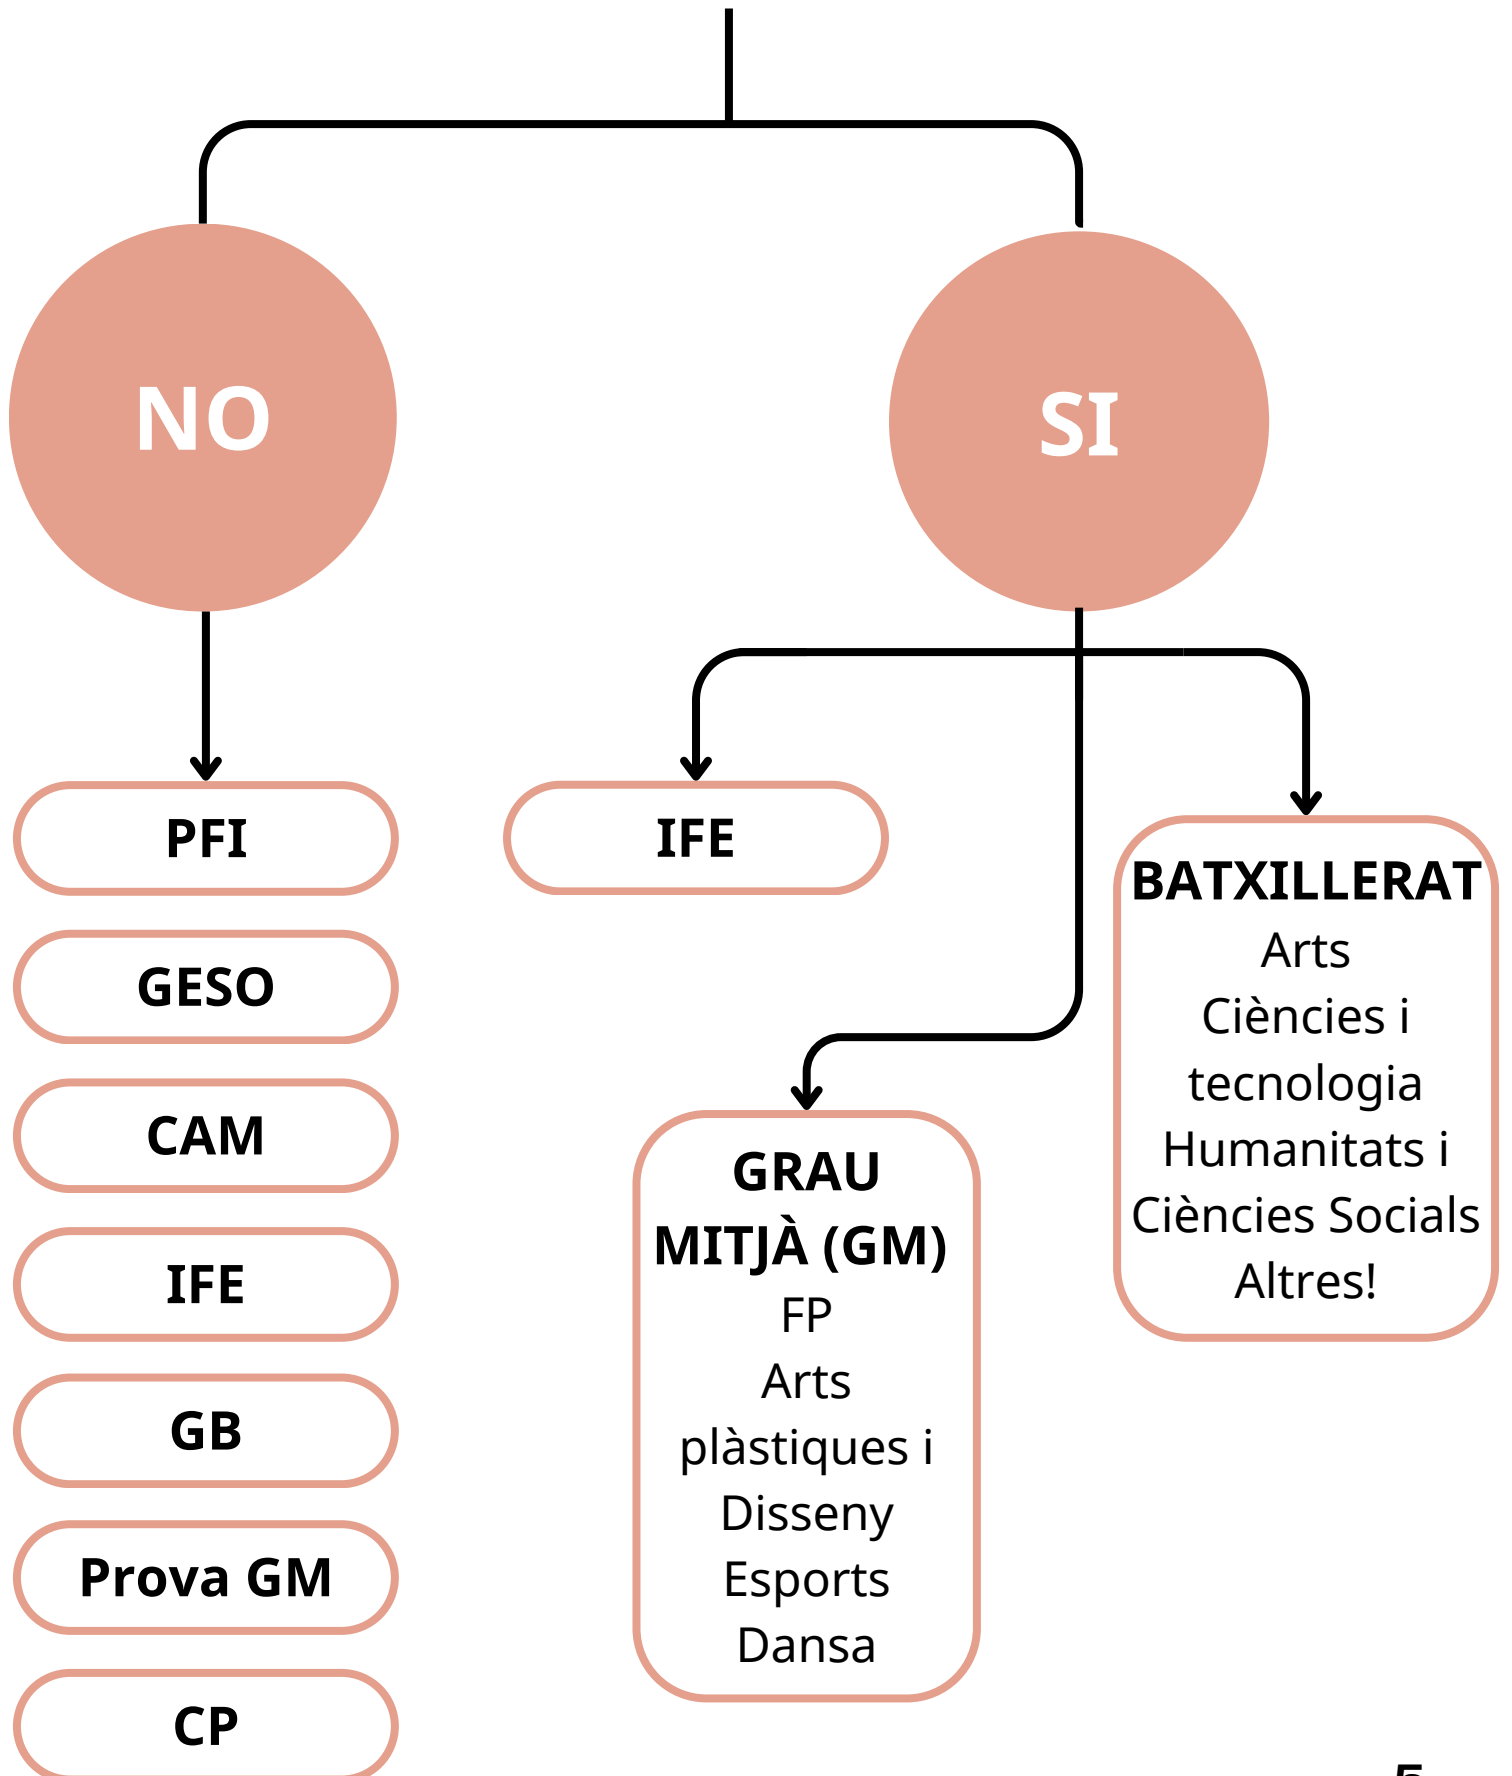 NO
SI
PFI
GESO
CAM
IFE
GB
Prova GM
CP
IFE
GRAU
MITJÀ (GM)
FP
Arts
plàstiques i
Disseny
Esports
Dansa
BATXILLERAT
Arts
Ciències i
tecnologia
Humanitats i
Ciències Socials
Altres!